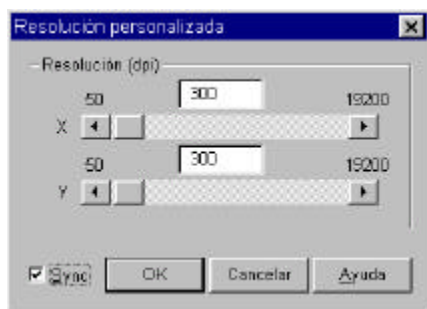 Resolución personalizada
Resolución (dpi)
50 300 19200
X
50 300 19200
Y
Sync OK Cancelar Ayuda